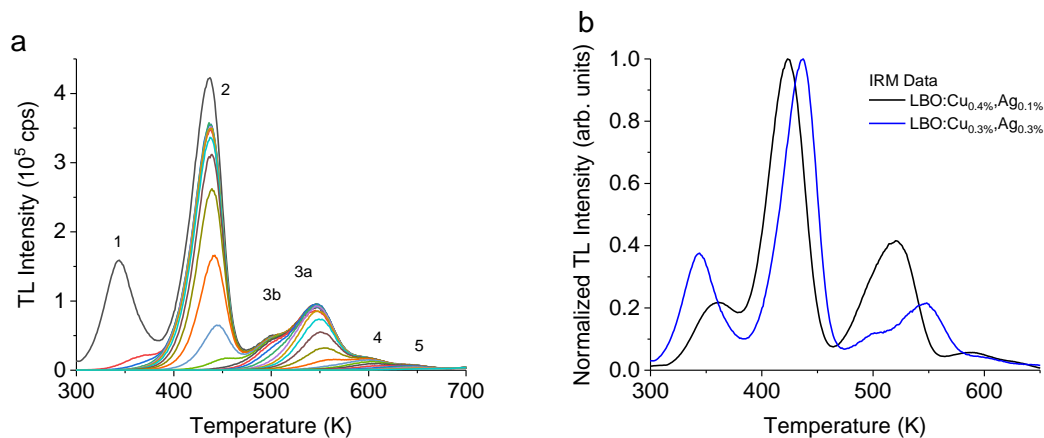 a
TL Intensity (10⁵ cps)
4
3
2
1
0
1
2
3b
3a
4
5
300 400 500 600 700
Temperature (K)
b
Normalized TL Intensity (arb. units)
1.0
0.8
0.6
0.4
0.2
0.0
IRM Data
LBO:Cu₀.₄%,Ag₀.₁%
LBO:Cu₀.₃%,Ag₀.₃%
300 400 500 600
Temperature (K)